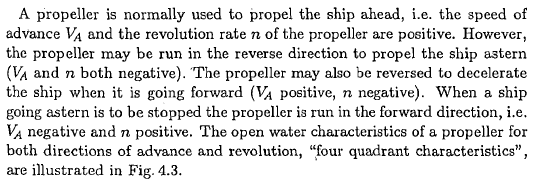 A propeller is normally used to propel the ship ahead, i.e. the speed of
advance V_A and the revolution rate n of the propeller are positive. However,
the propeller may be run in the reverse direction to propel the ship astern
(V_A and n both negative). The propeller may also be reversed to decelerate
the ship when it is going forward (V_A positive, n negative). When a ship
going astern is to be stopped the propeller is run in the forward direction, i.e.
V_A negative and n positive. The open water characteristics of a propeller for
both directions of advance and revolution, “four quadrant characteristics”,
are illustrated in Fig. 4.3.